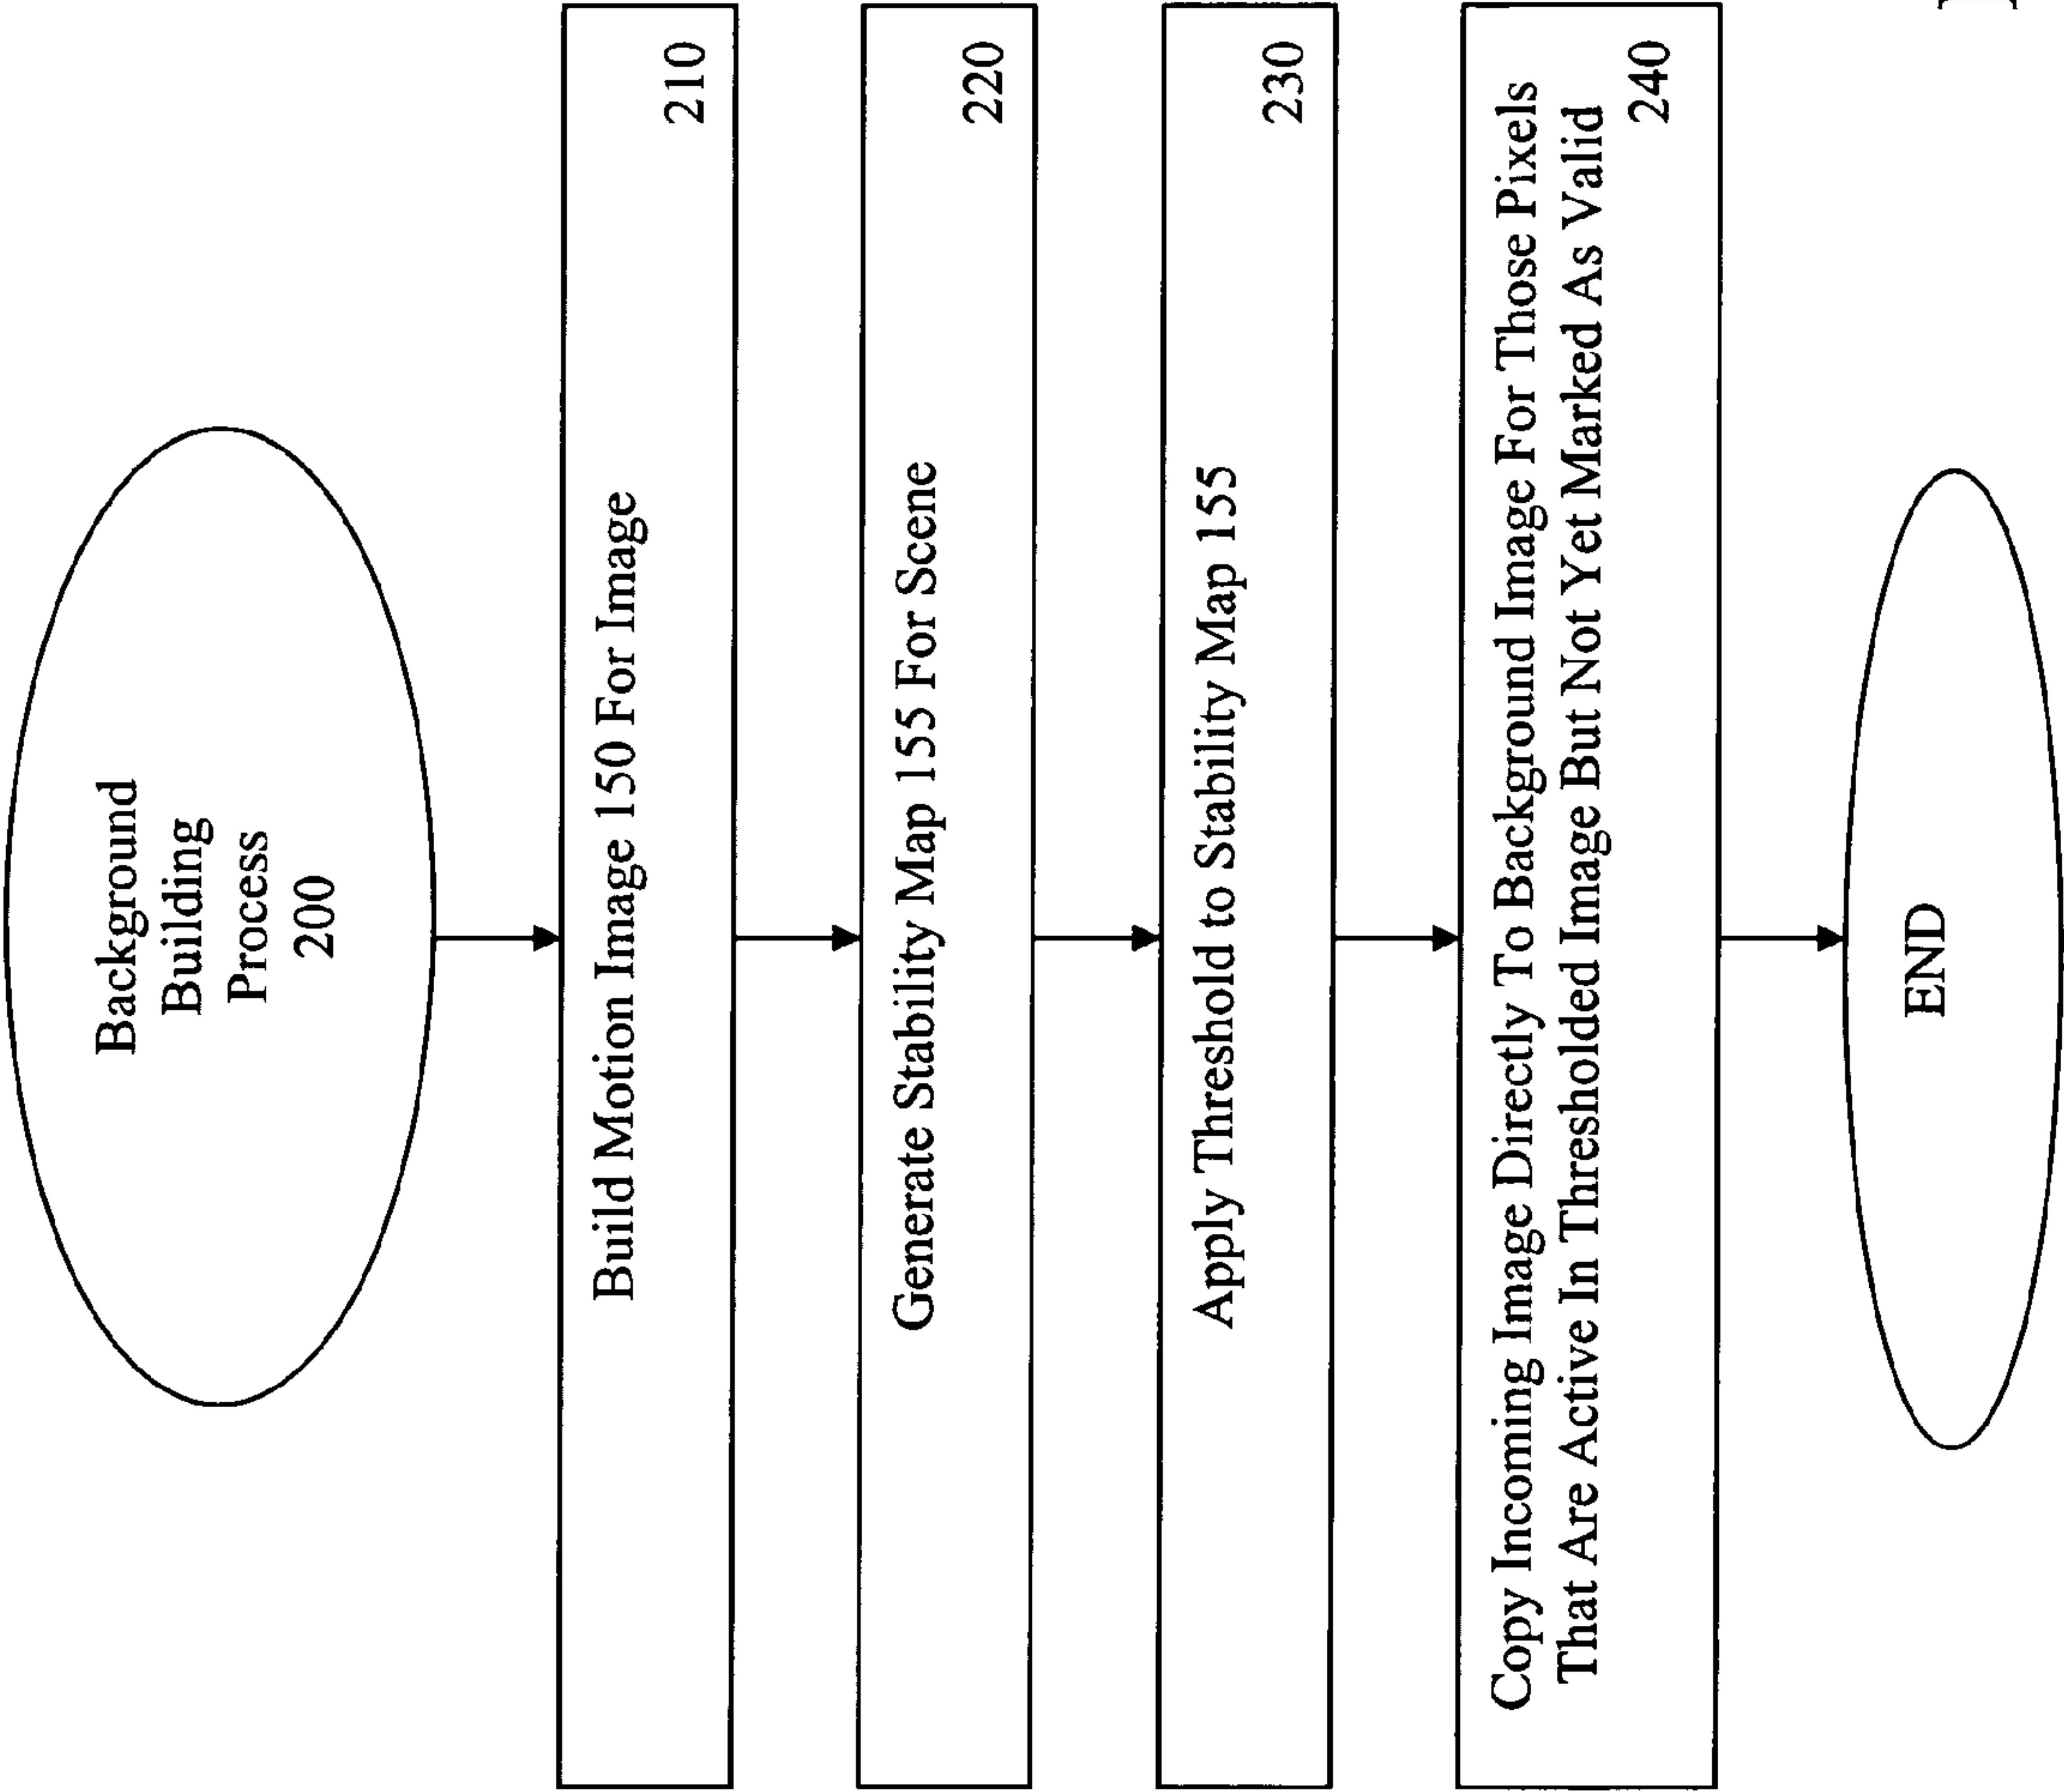 Background
Building
Process
200
Build Motion Image 150 For Image
210
Generate Stability Map 155 For Scene
220
Apply Threshold to Stability Map 155
230
Copy Incoming Image Directly To Background Image For Those Pixels
That Are Active In Thresholded Image But Not Yet Marked As Valid
240
END